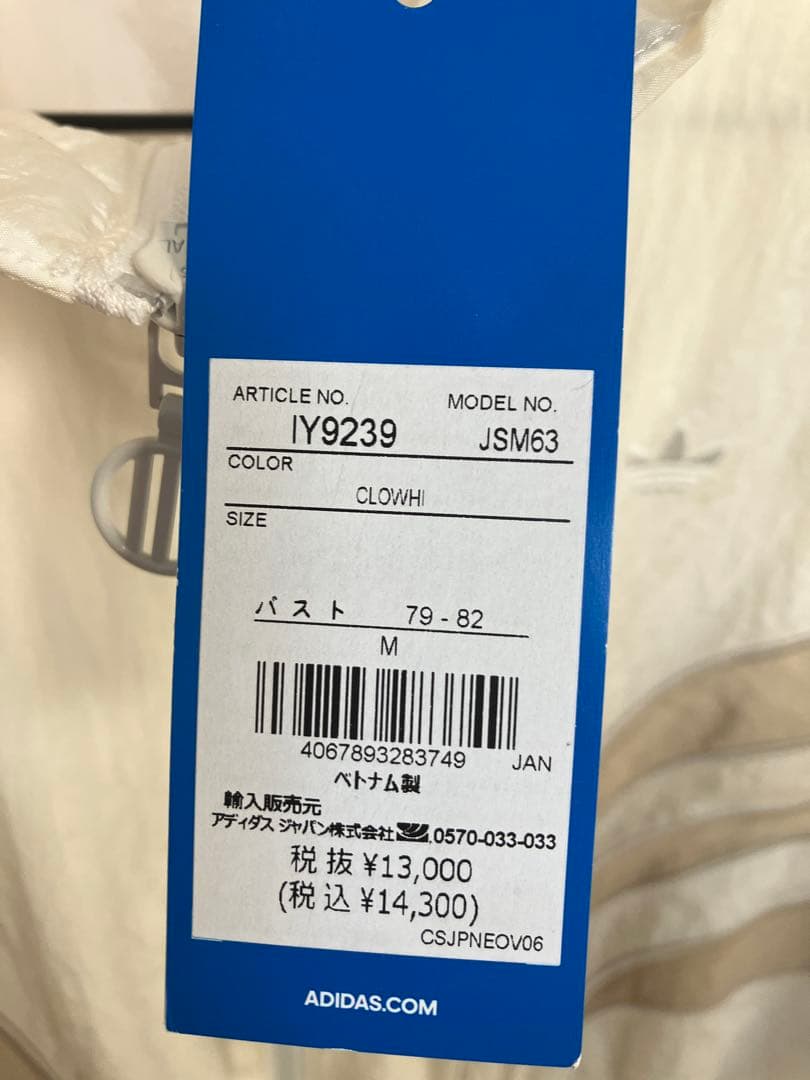 ARTICLE NO. MODEL NO.
IY9239 JSM63
COLOR
CLOWHI
SIZE
バスト 79 - 82
M
4067893283749 JAN
ベトナム製
輸入販売元
アディダス ジャパン株式会社 0570-033-033
税抜 ¥13,000
(税込 ¥14,300)
CSJPNEOV06
ADIDAS.COM